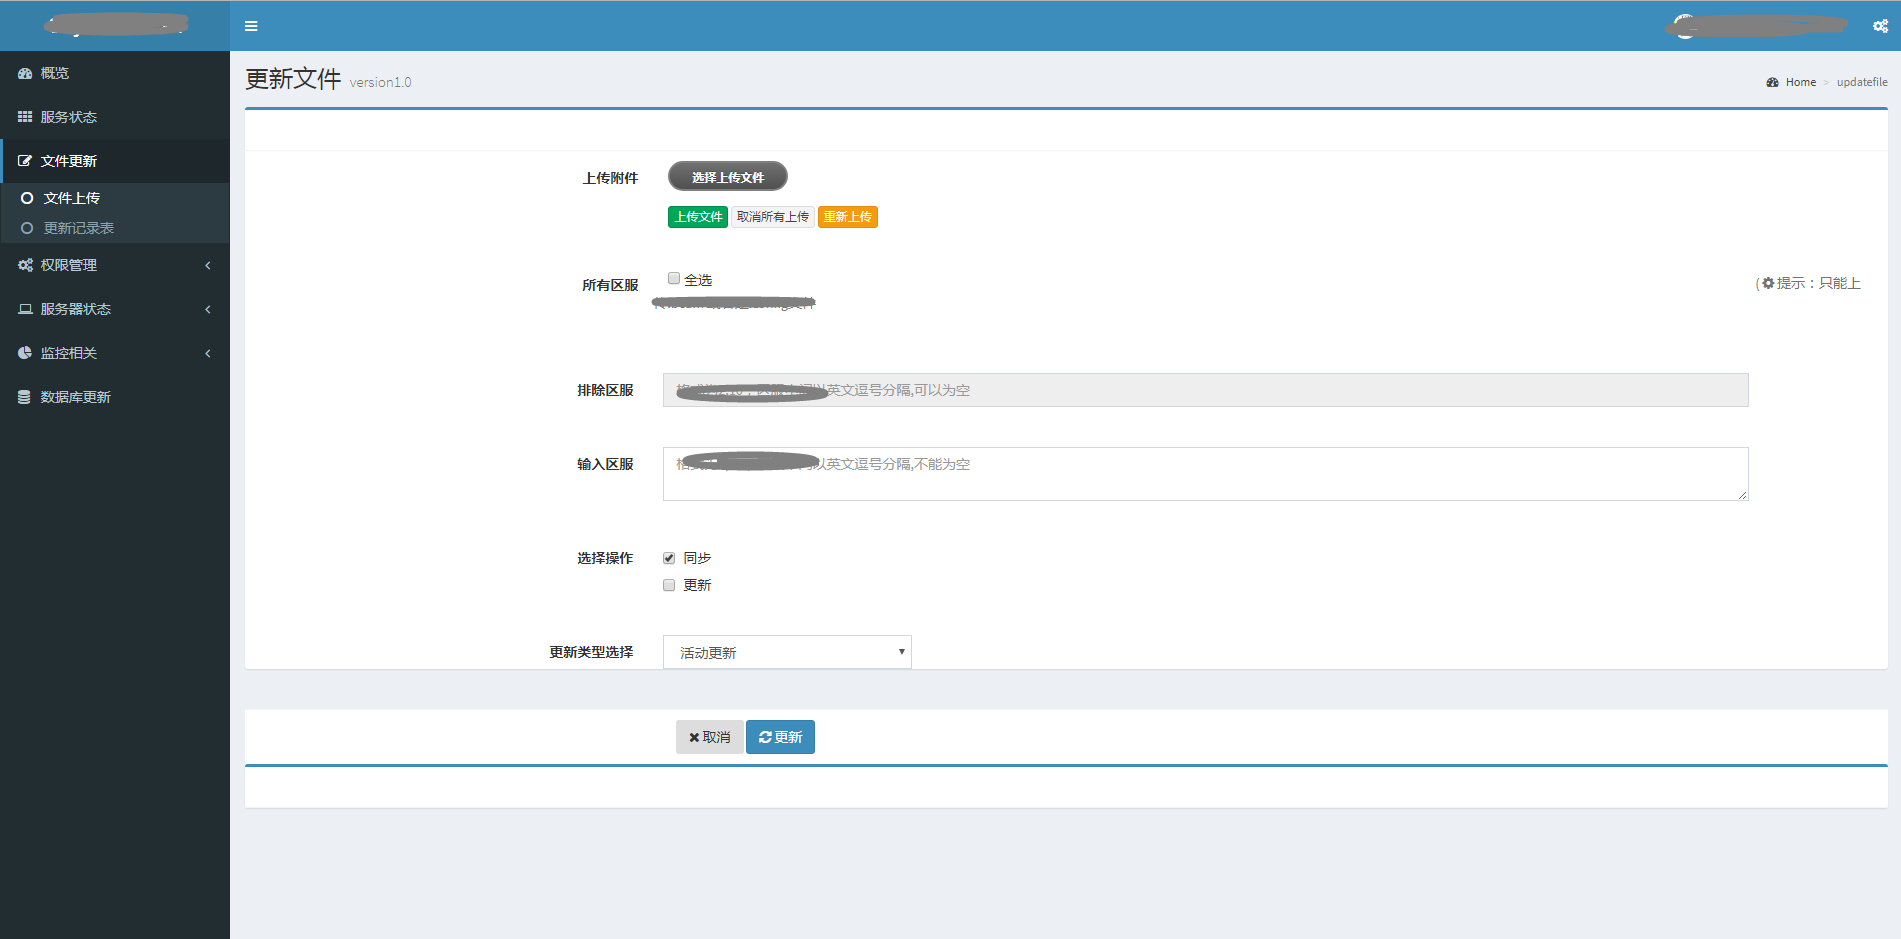 概览
服务状态
文件更新
文件上传
更新记录表
权限管理
服务器状态
监控相关
数据库更新
更新文件 version1.0
Home > updatefile
上传附件 选择上传文件
上传文件 取消所有上传 重新上传
所有区服 全选 (提示：只能上
排除区服 以英文逗号分隔,可以为空
输入区服 以英文逗号分隔,不能为空
选择操作 同步
更新
更新类型选择 活动更新
取消 更新